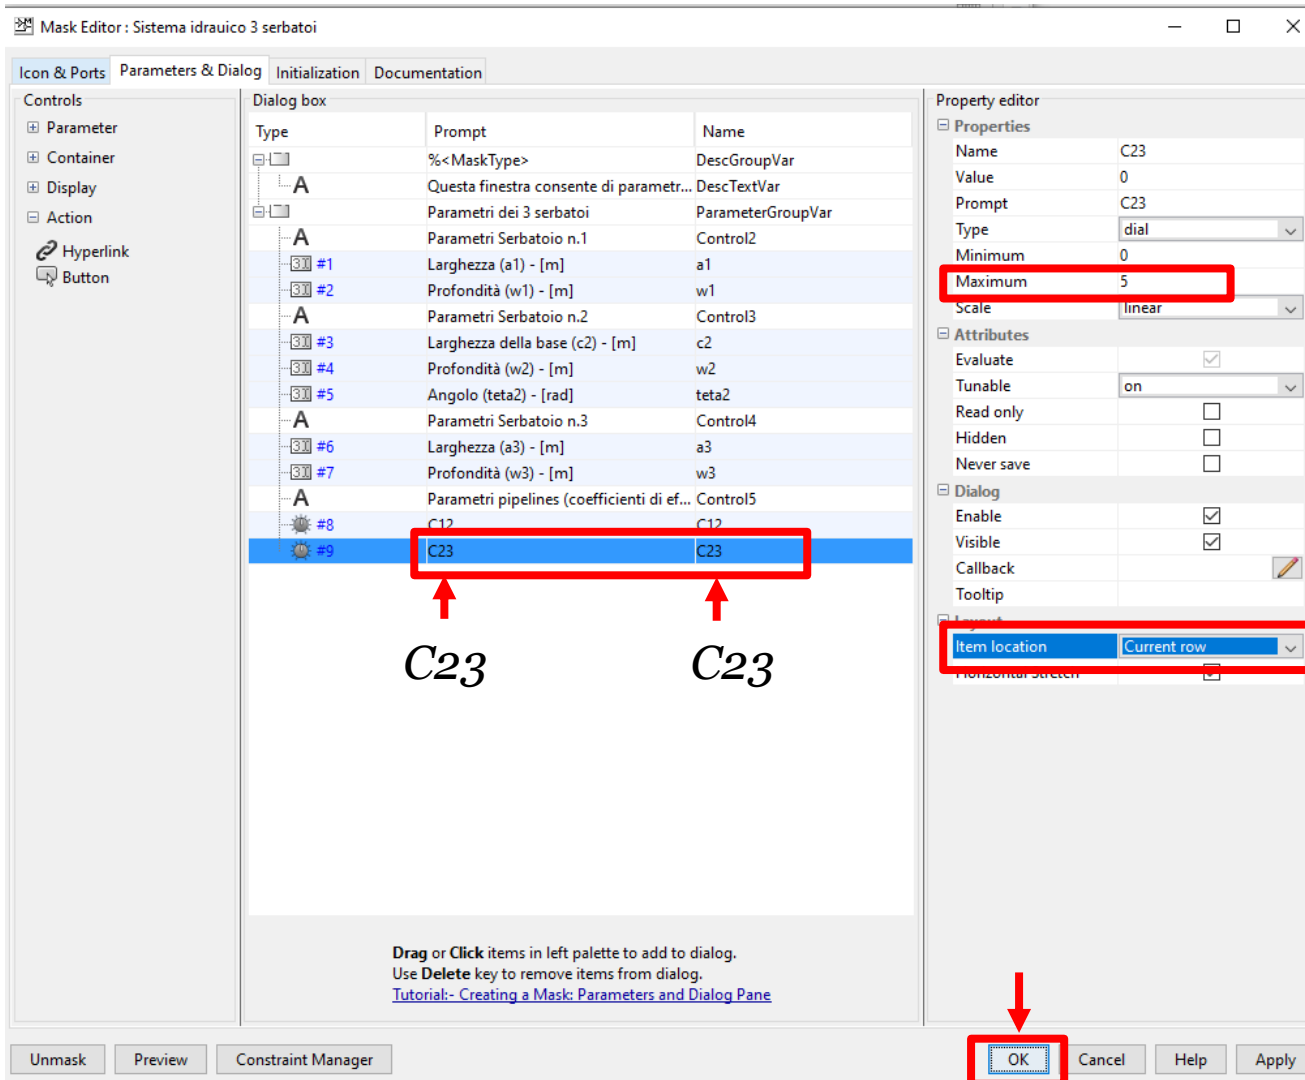 Mask Editor : Sistema idrauico 3 serbatoi
Icon & Ports Parameters & Dialog Initialization Documentation
Controls
Parameter
Container
Display
Action
Hyperlink
Button
Dialog box
Type Prompt Name
%<MaskType> DescGroupVar
A Questa finestra consente di parametr... DescTextVar
Parametri dei 3 serbatoi ParameterGroupVar
A Parametri Serbatoio n.1 Control2
#1 Larghezza (a1) - [m] a1
#2 Profondità (w1) - [m] w1
A Parametri Serbatoio n.2 Control3
#3 Larghezza della base (c2) - [m] c2
#4 Profondità (w2) - [m] w2
#5 Angolo (teta2) - [rad] teta2
A Parametri Serbatoio n.3 Control4
#6 Larghezza (a3) - [m] a3
#7 Profondità (w3) - [m] w3
A Parametri pipelines (coefficienti di ef... Control5
#8 C12 C12
#9 C23 C23
C23 C23
Drag or Click items in left palette to add to dialog.
Use Delete key to remove items from dialog.
Tutorial:- Creating a Mask: Parameters and Dialog Pane
Property editor
Properties
Name C23
Value 0
Prompt C23
Type dial
Minimum 0
Maximum 5
Scale linear
Attributes
Evaluate
Tunable on
Read only
Hidden
Never save
Dialog
Enable
Visible
Callback
Tooltip
Layout
Item location Current row
Horizontal Stretch
Unmask Preview Constraint Manager OK Cancel Help Apply